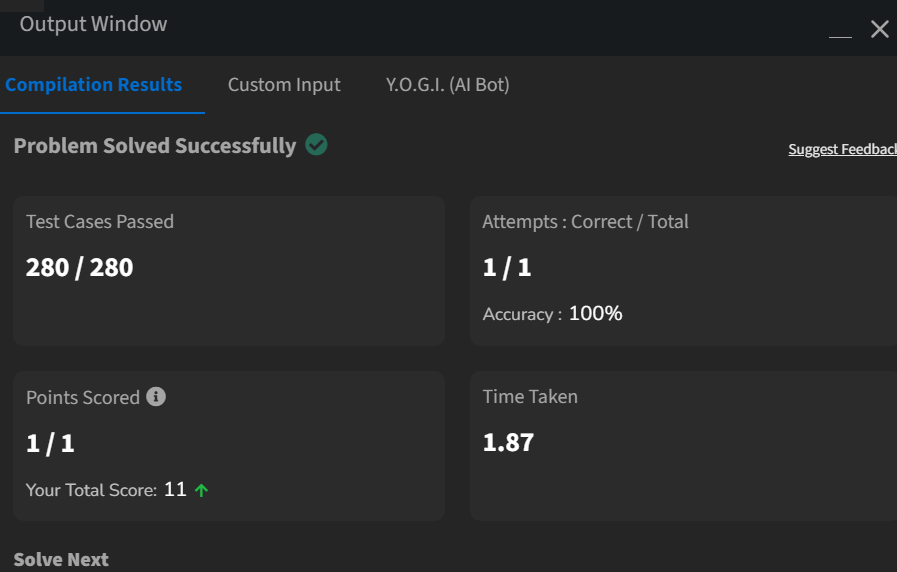 Output Window
Compilation Results
Custom Input
Y.O.G.I. (AI Bot)
Problem Solved Successfully
Suggest Feedback
Test Cases Passed
280 / 280
Attempts : Correct / Total
1 / 1
Accuracy : 100%
Points Scored
1 / 1
Your Total Score: 11
Time Taken
1.87
Solve Next